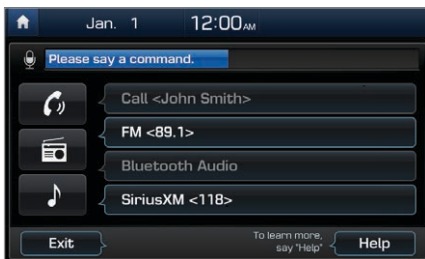 Jan. 1 12:00AM
Please say a command.
Call <John Smith>
FM <89.1>
Bluetooth Audio
SiriusXM <118>
Exit
To learn more,
say "Help"
Help